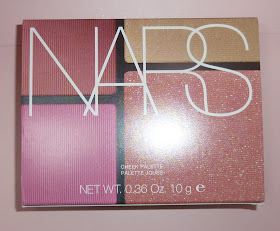 NARS
CHEEK PALETTE
PALETTE JOUES
NET WT. 0.36 Oz. 10 g ℮